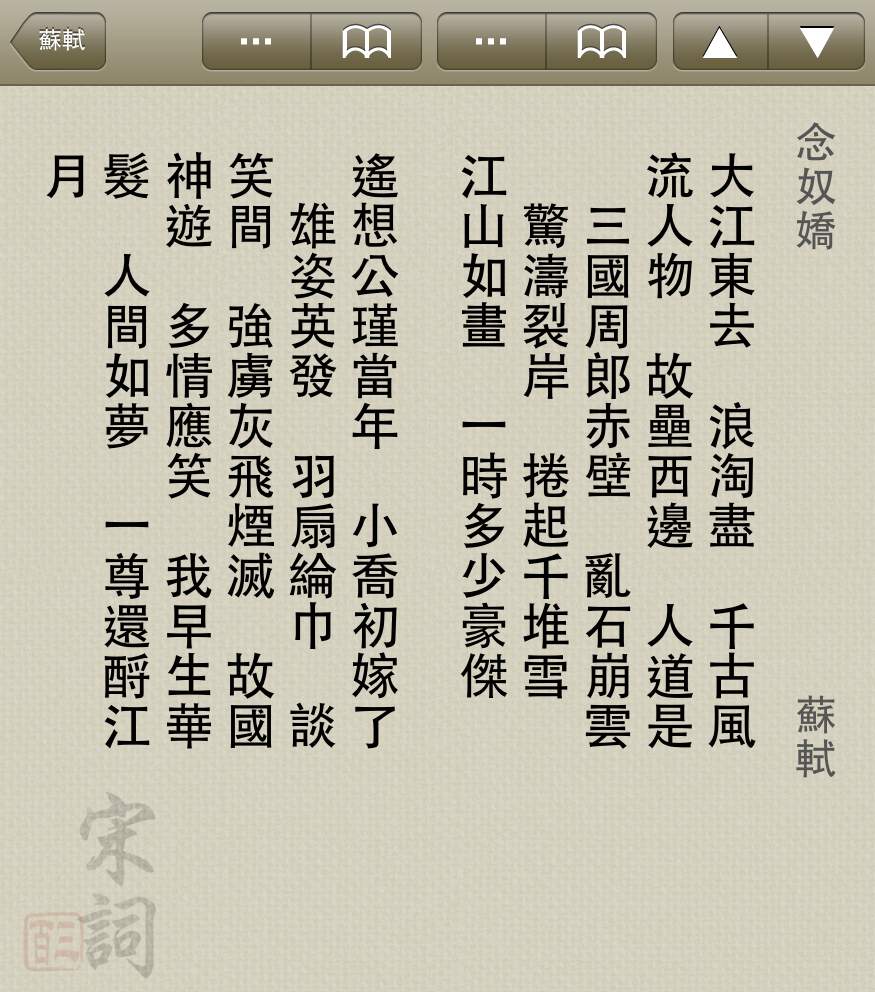 蘇軾
念奴嬌 蘇軾
大江東去 浪淘盡 千古風
流人物 故壘西邊 人道是
三國周郎赤壁 亂石崩雲
驚濤裂岸 捲起千堆雪
江山如畫 一時多少豪傑
遙想公瑾當年 小喬初嫁了
雄姿英發 羽扇綸巾 談
笑間 強虜灰飛煙滅 故國
神遊 多情應笑 我早生華
髮 人間如夢 一尊還酹江
月
宋詞
三百